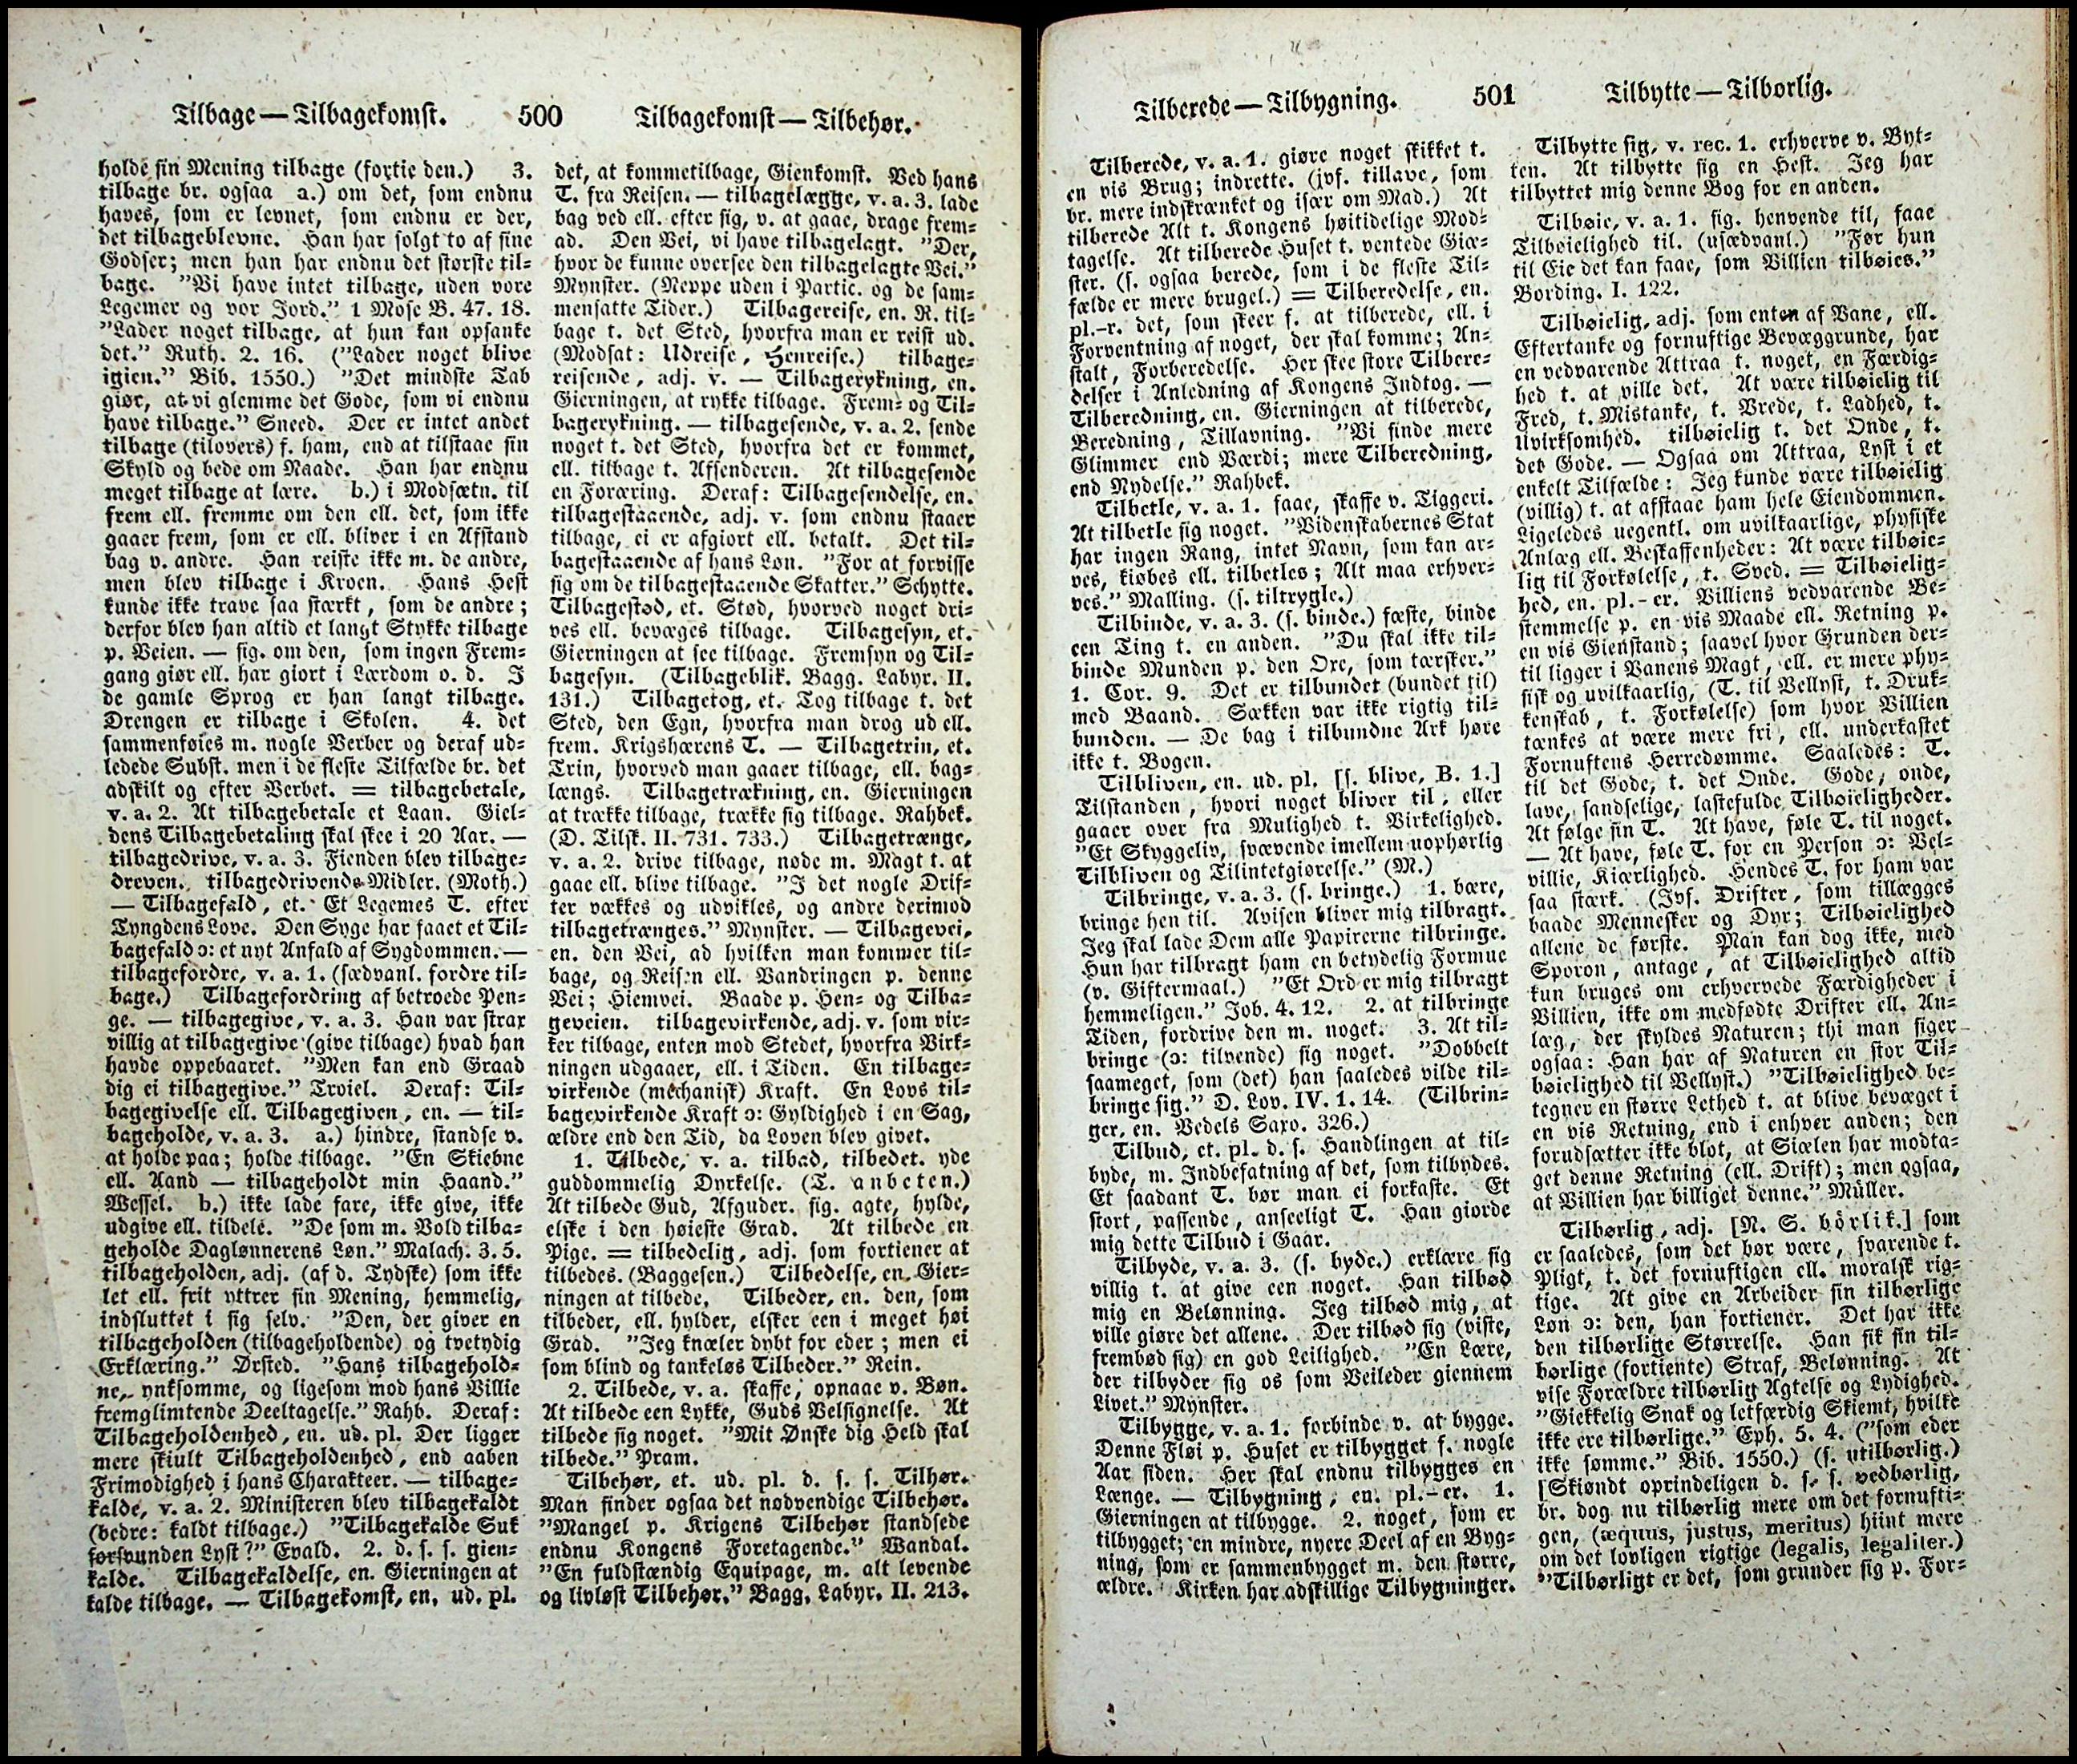 Tilbage — Tilbagekomst. 500 Tilbagekomst — Tilbehør.
holde sin Mening tilbage (fortie den.) 3.
tilbage br. ogsaa a.) om det, som endnu
haves, som er levnet, som endnu er der,
det tilbageblevne. Han har solgt to af sine
Godser; men han har endnu det største til-
bage. "Vi have intet tilbage, uden vore
Legemer og vor Jord." 1 Mose B. 47. 18.
"Lader noget tilbage, at hun kan opsanke
det." Ruth. 2. 16. ("Lader noget blive
igien." Bib. 1550.) "Det mindste Tab
giør, at vi glemme det Gode, som vi endnu
have tilbage." Sneed. Der er intet andet
tilbage (tilovers) f. ham, end at tilstaae sin
Skyld og bede om Naade. Han har endnu
meget tilbage at lære. b.) i Modsætn. til
frem ell. fremme om den ell. det, som ikke
gaaer frem, som er ell. bliver i en Afstand
bag v. andre. Han reiste ikke m. de andre,
men blev tilbage i Kroen. Hans Hest
kunde ikke trave saa stærkt, som de andre;
derfor blev han altid et langt Stykke tilbage
p. Veien. — fig. om den, som ingen Frem-
gang giør ell. har giort i Lærdom o. d. I
de gamle Sprog er han langt tilbage.
Drengen er tilbage i Skolen. 4. det
sammenføies m. nogle Verber og deraf ud-
ledede Subst. men i de fleste Tilfælde br. det
adskilt og efter Verbet. = tilbagebetale,
v. a. 2. At tilbagebetale et Laan. Giel-
dens Tilbagebetaling skal skee i 20 Aar. —
tilbagedrive, v. a. 3. Fienden blev tilbage-
dreven. tilbagedrivende Midler. (Moth.)
— Tilbagefald, et. Et Legemes T. efter
Tyngdens Love. Den Syge har faaet et Til-
bagefald ɔ: et nyt Anfald af Sygdommen. —
tilbagefordre, v. a. 1. (sædvanl. fordre til-
bage.) Tilbagefordring af betroede Pen-
ge. — tilbagegive, v. a. 3. Han var strax
villig at tilbagegive (give tilbage) hvad han
havde oppebaaret. "Men kan end Graad
dig ei tilbagegive." Troiel. Deraf: Til-
bagegivelse ell. Tilbagegiven, en. — til-
bageholde, v. a. 3. a.) hindre, standse v.
at holde paa; holde tilbage. "En Skiebne
ell. Aand — tilbageholdt min Haand."
Wessel. b.) ikke lade fare, ikke give, ikke
udgive ell. tildele. "De som m. Vold tilba-
geholde Daglønnerens Løn." Malach. 3. 5.
tilbageholden, adj. (af d. Tydske) som ikke
let ell. frit yttrer sin Mening, hemmelig,
indsluttet i sig selv. "Den, der giver en
tilbageholden (tilbageholdende) og tvetydig
Erklæring." Ørsted. "Hans tilbagehold-
ne, ynksomme, og ligesom mod hans Villie
fremglimtende Deeltagelse." Rahb. Deraf:
Tilbageholdenhed, en. ud. pl. Der ligger
mere skiult Tilbageholdenhed, end aaben
Frimodighed i hans Charakteer. — tilbage-
kalde, v. a. 2. Ministeren blev tilbagekaldt
(bedre: kaldt tilbage.) "Tilbagekalde Suk
forsvunden Lyst?" Evald. 2. d. s. s. gien-
kalde. Tilbagekaldelse, en. Gierningen at
kalde tilbage. — Tilbagekomst, en. ud. pl.
det, at kommetilbage, Gienkomst. Ved hans
T. fra Reisen. — tilbagelægge, v. a. 3. lade
bag ved ell. efter sig, v. at gaae, drage frem-
ad. Den Vei, vi have tilbagelagt. "Der,
hvor de kunne oversee den tilbagelagte Vei."
Mynster. (Neppe uden i Partic. og de sam-
mensatte Tider.) Tilbagereise, en. R. til-
bage t. det Sted, hvorfra man er reist ud.
(Modsat: Udreise, Henreise.) tilbage-
reisende, adj. v. — Tilbagerykning, en.
Gierningen, at rykke tilbage. Frem- og Til-
bagerykning. — tilbagesende, v. a. 2. sende
noget t. det Sted, hvorfra det er kommet,
ell. tilbage t. Afsenderen. At tilbagesende
en Foræring. Deraf: Tilbagesendelse, en.
tilbagestaaende, adj. v. som endnu staaer
tilbage, ei er afgiort ell. betalt. Det til-
bagestaaende af hans Løn. "For at forvisse
sig om de tilbagestaaende Skatter." Schytte.
Tilbagestød, et. Stød, hvorved noget dri-
ves ell. bevæges tilbage. Tilbagesyn, et.
Gierningen at see tilbage. Fremsyn og Til-
bagesyn. (Tilbageblik. Bagg. Labyr. II.
131.) Tilbagetog, et. Tog tilbage t. det
Sted, den Egn, hvorfra man drog ud ell.
frem. Krigshærens T. — Tilbagetrin, et.
Trin, hvorved man gaaer tilbage, ell. bag-
længs. Tilbagetrækning, en. Gierningen
at trække tilbage, trække sig tilbage. Rahbek.
(D. Tilsk. II. 731. 733.) Tilbagetrænge,
v. a. 2. drive tilbage, nøde m. Magt t. at
gaae ell. blive tilbage. "I det nogle Drif-
ter vækkes og udvikles, og andre derimod
tilbagetrænges." Mynster. — Tilbagevei,
en. den Vei, ad hvilken man kommer til-
bage, og Reisen ell. Vandringen p. denne
Vei; Hiemvei. Baade p. Hen- og Tilba-
geveien. tilbagevirkende, adj. v. som vir-
ker tilbage, enten mod Stedet, hvorfra Virk-
ningen udgaaer, ell. i Tiden. En tilbage-
virkende (mechanisk) Kraft. En Lovs til-
bagevirkende Kraft ɔ: Gyldighed i en Sag,
ældre end den Tid, da Loven blev givet.
1. Tilbede, v. a. tilbad, tilbedet. yde
guddommelig Dyrkelse. (T. anbeten.)
At tilbede Gud, Afguder. fig. agte, hylde,
elske i den høieste Grad. At tilbede en
Pige. = tilbedelig, adj. som fortiener at
tilbedes. (Baggesen.) Tilbedelse, en. Gier-
ningen at tilbede. Tilbeder, en. den, som
tilbeder, ell. hylder, elsker een i meget høi
Grad. "Jeg knæler dybt for eder; men ei
som blind og tankeløs Tilbeder." Rein.
2. Tilbede, v. a. skaffe, opnaae v. Bøn.
At tilbede een Lykke, Guds Velsignelse. At
tilbede sig noget. "Mit Ønske dig Held skal
tilbede." Pram.
Tilbehør, et. ud. pl. d. s. s. Tilhør.
Man finder ogsaa det nødvendige Tilbehør.
"Mangel p. Krigens Tilbehør standsede
endnu Kongens Foretagende." Wandal.
"En fuldstændig Equipage, m. alt levende
og livløst Tilbehør." Bagg. Labyr. II. 213.
Tilberede — Tilbygning. 501 Tilbytte — Tilbørlig.
Tilberede, v. a. 1. giøre noget skikket t.
en vis Brug; indrette. (jvf. tillave, som
br. mere indskrænket og især om Mad.) At
tilberede Alt t. Kongens høitidelige Mod-
tagelse. At tilberede Huset t. ventede Giæ-
ster. (s. ogsaa berede, som i de fleste Til-
fælde er mere brugel.) = Tilberedelse, en.
pl.-r. det, som skeer f. at tilberede, ell. i
Forventning af noget, der skal komme; An-
stalt, Forberedelse. Her skee store Tilbere-
delser i Anledning af Kongens Indtog. —
Tilberedning, en. Gierningen at tilberede,
Beredning, Tillavning. "Vi finde mere
Glimmer end Værdi; mere Tilberedning,
end Nydelse." Rahbek.
Tilbetle, v. a. 1. faae, skaffe v. Tiggeri.
At tilbetle sig noget. "Videnskabernes Stat
har ingen Rang, intet Navn, som kan ar-
ves, kiøbes ell. tilbetles; Alt maa erhver-
ves." Malling. (s. tiltrygle.)
Tilbinde, v. a. 3. (s. binde.) fæste, binde
een Ting t. en anden. "Du skal ikke til-
binde Munden p. den Oxe, som tærsker."
1. Cor. 9. Det er tilbundet (bundet til)
med Baand. Sækken var ikke rigtig til-
bunden. — De bag i tilbundne Ark høre
ikke t. Bogen.
Tilbliven, en. ud. pl. [s. blive, B. 1.]
Tilstanden, hvori noget bliver til, eller
gaaer over fra Mulighed t. Virkelighed.
"Et Skyggeliv, svævende imellem uophørlig
Tilbliven og Tilintetgiørelse." (M.)
Tilbringe, v. a. 3. (s. bringe.) 1. bære,
bringe hen til. Avisen bliver mig tilbragt.
Jeg skal lade Dem alle Papirerne tilbringe.
Hun har tilbragt ham en betydelig Formue
(v. Giftermaal.) "Et Ord er mig tilbragt
hemmeligen." Job. 4. 12. 2. at tilbringe
Tiden, fordrive den m. noget. 3. At til-
bringe (ɔ: tilvende) sig noget. "Dobbelt
saameget, som (det) han saaledes vilde til-
bringe sig." D. Lov. IV. 1. 14. (Tilbrin-
ger, en. Vedels Saxo. 326.)
Tilbud, et. pl. d. s. Handlingen at til-
byde, m. Indbefatning af det, som tilbydes.
Et saadant T. bør man ei forkaste. Et
stort, passende, anseeligt T. Han giorde
mig dette Tilbud i Gaar.
Tilbyde, v. a. 3. (s. byde.) erklære sig
villig t. at give een noget. Han tilbød
mig en Belønning. Jeg tilbød mig, at
ville giøre det allene. Der tilbød sig (viste,
frembød sig) en god Leilighed. "En Lære,
der tilbyder sig os som Veileder giennem
Livet." Mynster.
Tilbygge, v. a. 1. forbinde v. at bygge.
Denne Fløi p. Huset er tilbygget f. nogle
Aar siden. Her skal endnu tilbygges en
Længe. — Tilbygning, en. pl.-er. 1.
Gierningen at tilbygge. 2. noget, som er
tilbygget; en mindre, nyere Deel af en Byg-
ning, som er sammenbygget m. den større,
ældre. Kirken har adskillige Tilbygninger.
Tilbytte sig, v. rec. 1. erhverve v. Byt-
ten. At tilbytte sig en Hest. Jeg har
tilbyttet mig denne Bog for en anden.
Tilbøie, v. a. 1. fig. henvende til, faae
Tilbøielighed til. (usædvanl.) "Før hun
til Eie det kan faae, som Villien tilbøies."
Bording. I. 122.
Tilbøielig, adj. som enten af Vane, ell.
Eftertanke og fornuftige Bevæggrunde, har
en vedvarende Attraa t. noget, en Færdig-
hed t. at ville det. At være tilbøielig til
Fred, t. Mistanke, t. Vrede, t. Ladhed, t.
Uvirksomhed. tilbøielig t. det Onde, t.
det Gode. — Ogsaa om Attraa, Lyst i et
enkelt Tilfælde: Jeg kunde være tilbøielig
(villig) t. at afstaae ham hele Eiendommen.
Ligeledes uegentl. om uvilkaarlige, physiske
Anlæg ell. Beskaffenheder: At være tilbøie-
lig til Forkølelse, t. Sved. = Tilbøielig-
hed, en. pl.-er. Villiens vedvarende Be-
stemmelse p. en vis Maade ell. Retning p.
en vis Gienstand; saavel hvor Grunden der-
til ligger i Vanens Magt, ell. er mere phy-
sisk og uvilkaarlig, (T. til Vellyst, t. Druk-
kenskab, t. Forkølelse) som hvor Villien
tænkes at være mere fri, ell. underkastet
Fornuftens Herredømme. Saaledes: T.
til det Gode, t. det Onde. Gode, onde,
lave, sandselige, lastefulde Tilbøieligheder.
At følge sin T. At have, føle T. til noget.
— At have, føle T. for en Person ɔ: Vel-
villie, Kiærlighed. Hendes T. for ham var
saa stærk. (Jvf. Drifter, som tillægges
baade Mennesker og Dyr; Tilbøielighed
allene de første. Man kan dog ikke, med
Sporon, antage, at Tilbøielighed altid
kun bruges om erhvervede Færdigheder i
Villien, ikke om medfødte Drifter ell. An-
læg, der skyldes Naturen; thi man siger
ogsaa: Han har af Naturen en stor Til-
bøielighed til Vellyst.) "Tilbøielighed be-
tegner en større Lethed t. at blive bevæget i
en vis Retning, end i enhver anden; den
forudsætter ikke blot, at Siælen har modta-
get denne Retning (ell. Drift); men ogsaa,
at Villien har billiget denne." Müller.
Tilbørlig, adj. [N. S. börlik.] som
er saaledes, som det bør være, svarende t.
Pligt, t. det fornuftigen ell. moralsk rig-
tige. At give en Arbeider sin tilbørlige
Løn ɔ: den, han fortiener. Det har ikke
den tilbørlige Størrelse. Han fik sin til-
børlige (fortiente) Straf, Belønning. At
vise Forældre tilbørlig Agtelse og Lydighed.
"Giekkelig Snak og letfærdig Skiemt, hvilke
ikke ere tilbørlige." Eph. 5. 4. ("som eder
ikke sømme." Bib. 1550.) (s. utilbørlig.)
[Skiøndt oprindeligen d. s. s. vedbørlig,
br. dog nu tilbørlig mere om det fornufti-
gen, (æquus, justus, meritus) hiint mere
om det lovligen rigtige (legalis, legaliter.)
"Tilbørligt er det, som grunder sig p. For-